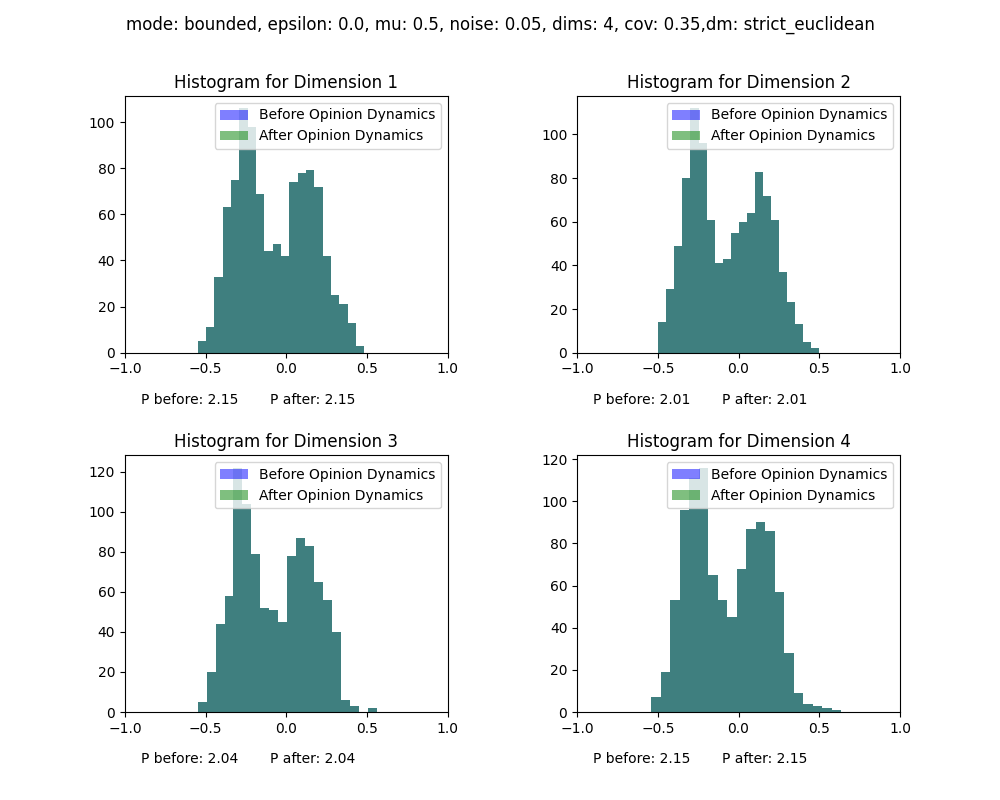 mode: bounded, epsilon: 0.0, mu: 0.5, noise: 0.05, dims: 4, cov: 0.35,dm: strict_euclidean
Histogram for Dimension 1
Before Opinion Dynamics
After Opinion Dynamics
100
80
60
40
20
0
−1.0 −0.5 0.0 0.5 1.0
P before: 2.15 P after: 2.15
Histogram for Dimension 2
Before Opinion Dynamics
After Opinion Dynamics
100
80
60
40
20
0
−1.0 −0.5 0.0 0.5 1.0
P before: 2.01 P after: 2.01
Histogram for Dimension 3
Before Opinion Dynamics
After Opinion Dynamics
120
100
80
60
40
20
0
−1.0 −0.5 0.0 0.5 1.0
P before: 2.04 P after: 2.04
Histogram for Dimension 4
Before Opinion Dynamics
After Opinion Dynamics
120
100
80
60
40
20
0
−1.0 −0.5 0.0 0.5 1.0
P before: 2.15 P after: 2.15